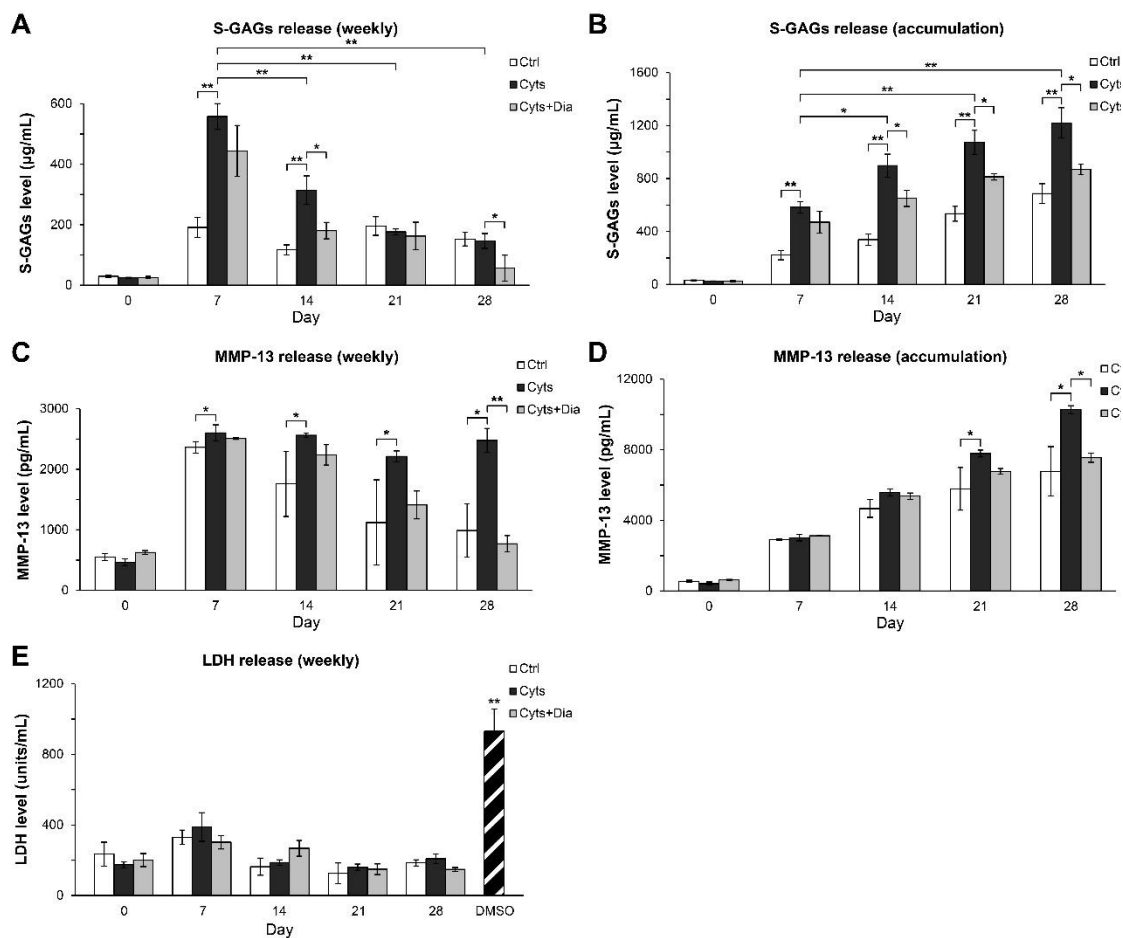 A
S-GAGs release (weekly)
**
**
**
**
**
*
*
Ctrl
Cyts
Cyts+Dia
S-GAGs level (µg/mL)
600
400
200
0
0 7 14 21 28
Day
B
S-GAGs release (accumulation)
**
**
*
**
**
*
**
*
**
*
Ctrl
Cyts
Cyts
S-GAGs level (µg/mL)
1600
1200
800
400
0
0 7 14 21 28
Day
C
MMP-13 release (weekly)
*
*
*
*
**
Ctrl
Cyts
Cyts+Dia
MMP-13 level (pg/mL)
3000
2000
1000
0
0 7 14 21 28
Day
D
MMP-13 release (accumulation)
*
*
*
C
Cy
Cy
MMP-13 level (pg/mL)
12000
8000
4000
0
0 7 14 21 28
Day
E
LDH release (weekly)
**
Ctrl
Cyts
Cyts+Dia
LDH level (units/mL)
1200
800
400
0
0 7 14 21 28 DMSO
Day